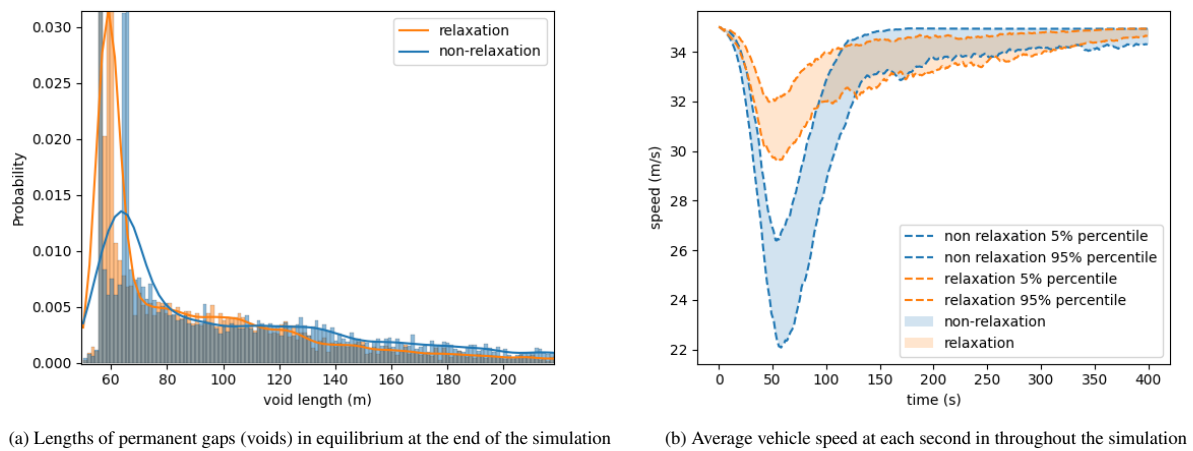 0.030
0.025
0.020
0.015
0.010
0.005
0.000
Probability
relaxation
non-relaxation
60 80 100 120 140 160 180 200
void length (m)
(a) Lengths of permanent gaps (voids) in equilibrium at the end of the simulation
34
32
30
28
26
24
22
speed (m/s)
non relaxation 5% percentile
non relaxation 95% percentile
relaxation 5% percentile
relaxation 95% percentile
non-relaxation
relaxation
0 50 100 150 200 250 300 350 400
time (s)
(b) Average vehicle speed at each second in throughout the simulation